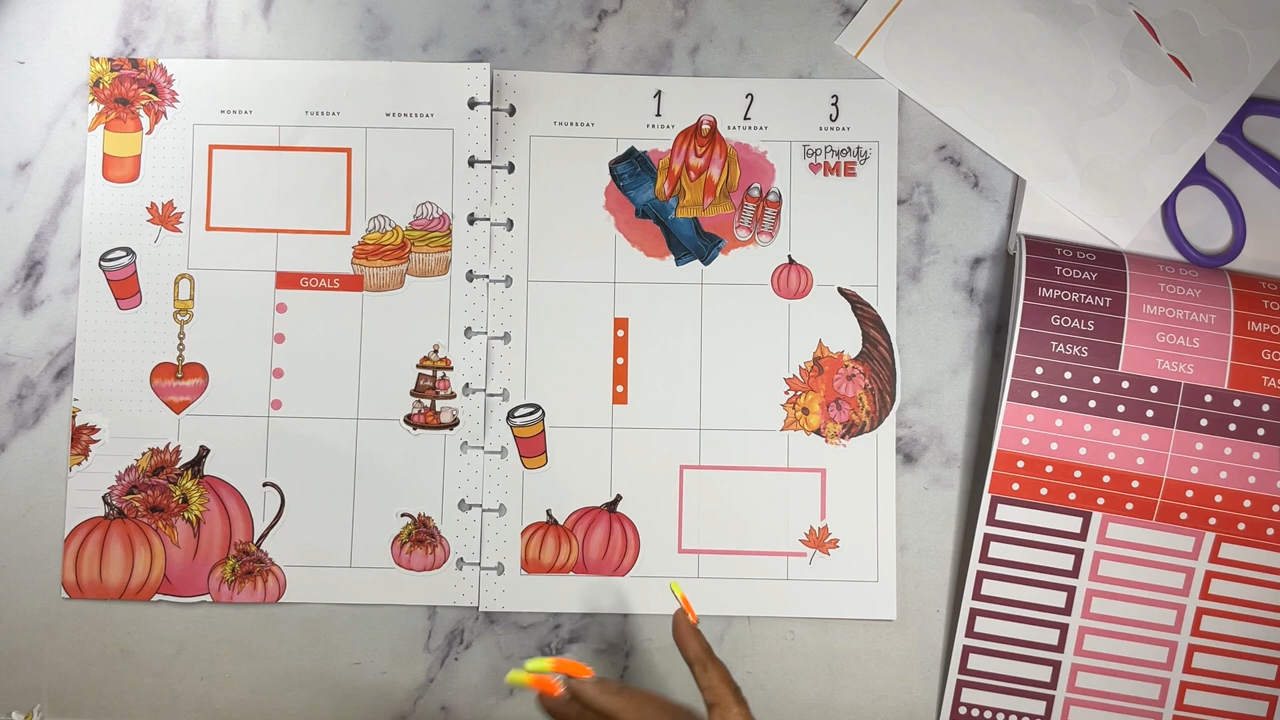 MONDAY
TUESDAY
WEDNESDAY
THURSDAY
1
FRIDAY
2
SATURDAY
3
SUNDAY
Top Priority:
ME
GOALS
TO DO
TODAY
IMPORTANT
GOALS
TASKS
TO DO
TODAY
IMPORTANT
GOALS
TASKS